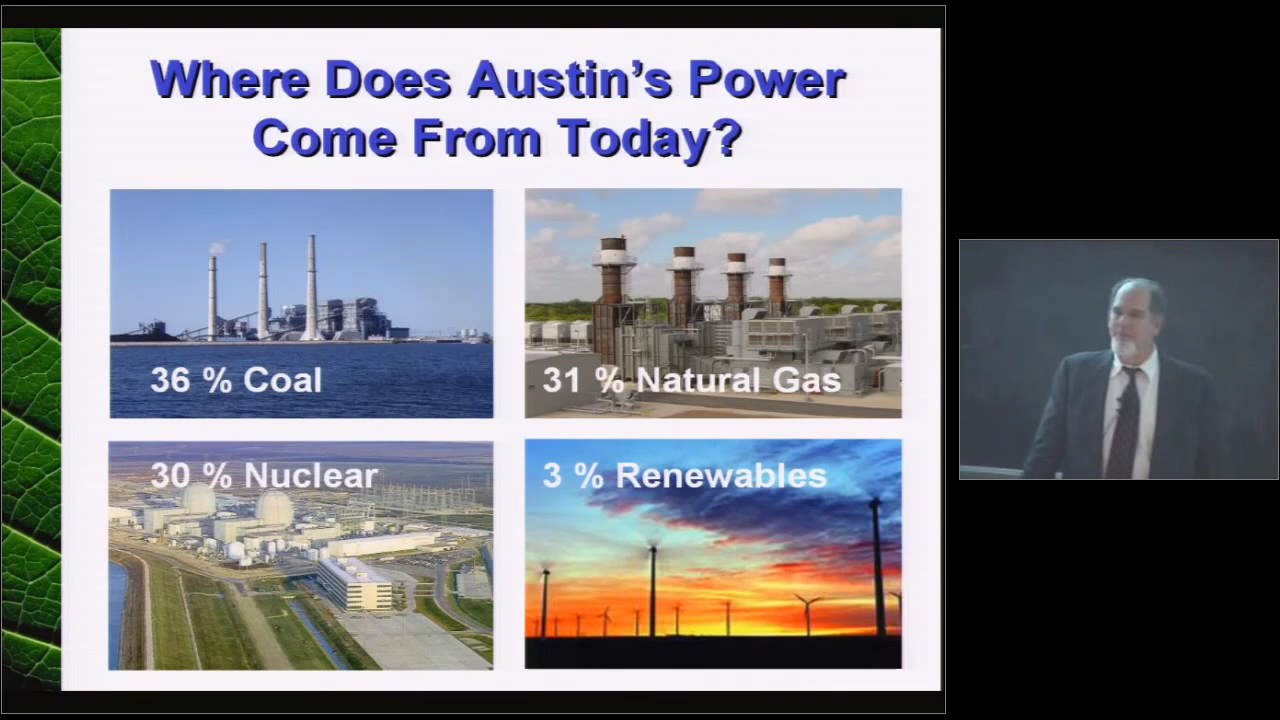 Where Does Austin's Power
Come From Today?
36 % Coal
31 % Natural Gas
30 % Nuclear
3 % Renewables